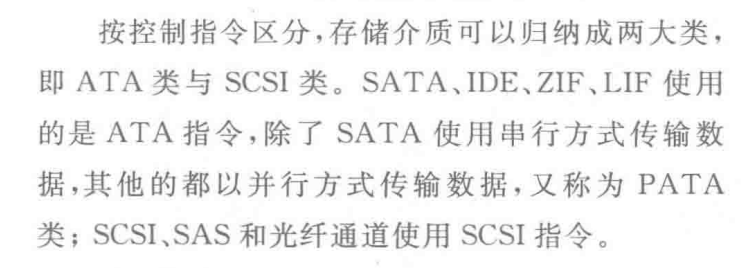 按控制指令区分,存储介质可以归纳成两大类,
即 ATA 类与 SCSI 类。SATA、IDE、ZIF、LIF 使用
的是 ATA 指令,除了 SATA 使用串行方式传输数
据,其他的都以并行方式传输数据,又称为 PATA
类；SCSI、SAS 和光纤通道使用 SCSI 指令。